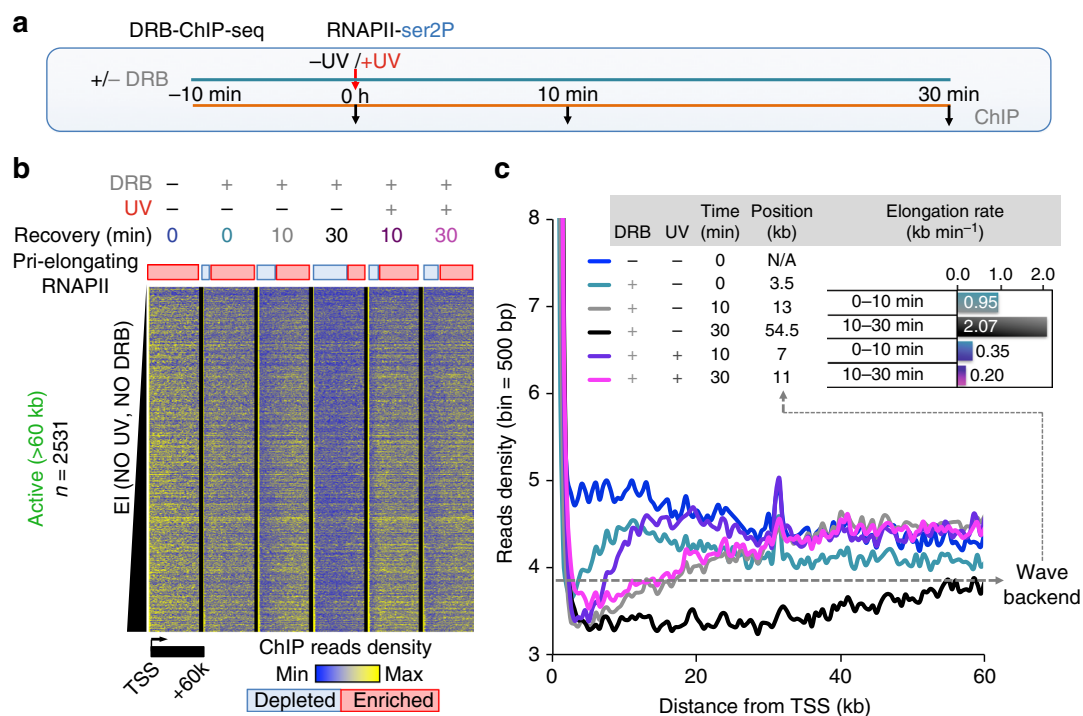 a
DRB-ChIP-seq RNAPII-ser2P
–UV /+UV
+/– DRB
–10 min 0 h 10 min 30 min
ChIP
b
DRB – + + + + +
UV – – – – + +
Recovery (min) 0 0 10 30 10 30
Pri-elongating
RNAPII
Active (>60 kb)
n = 2531
EI (NO UV, NO DRB)
TSS
+60k
ChIP reads density
Min Max
Depleted Enriched
c
Reads density (bin = 500 bp)
8
7
6
5
4
3
DRB UV Time (min) Position (kb) Elongation rate (kb min–1)
– – 0 N/A
+ – 0 3.5
+ – 10 13
+ – 30 54.5
+ + 10 7
+ + 30 11
0.0 1.0 2.0
0–10 min 0.95
10–30 min 2.07
0–10 min 0.35
10–30 min 0.20
Wave
backend
0 20 40 60
Distance from TSS (kb)